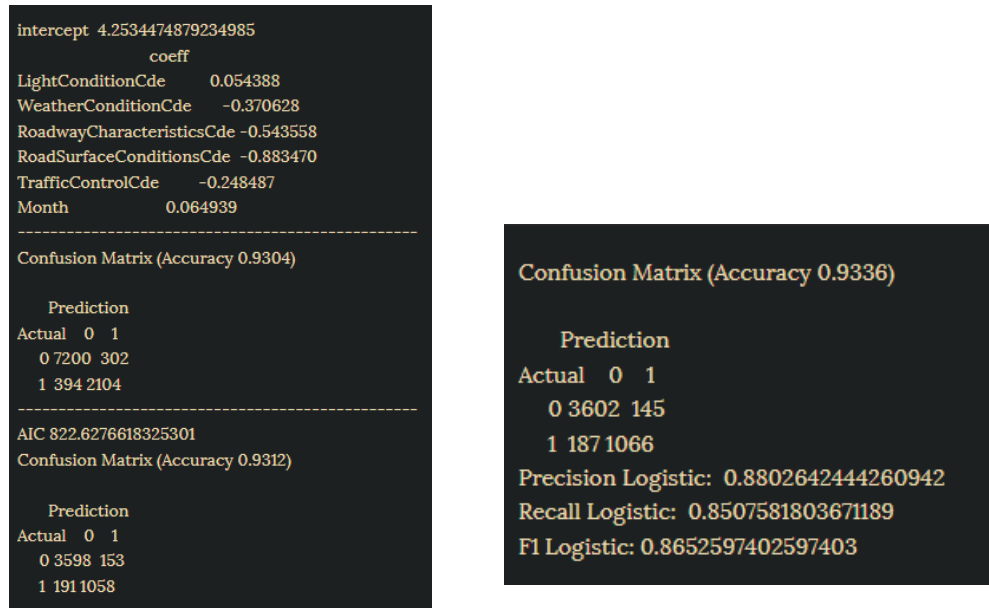 intercept 4.2534474879234985
coeff
LightConditionCde 0.054388
WeatherConditionCde -0.370628
RoadwayCharacteristicsCde -0.543558
RoadSurfaceConditionsCde -0.883470
TrafficControlCde -0.248487
Month 0.064939
-------------------------------------------------
Confusion Matrix (Accuracy 0.9304)
Prediction
Actual 0 1
0 7200 302
1 394 2104
-------------------------------------------------
AIC 822.6276618325301
Confusion Matrix (Accuracy 0.9312)
Prediction
Actual 0 1
0 3598 153
1 191 1058
Confusion Matrix (Accuracy 0.9336)
Prediction
Actual 0 1
0 3602 145
1 187 1066
Precision Logistic: 0.8802642444260942
Recall Logistic: 0.8507581803671189
F1 Logistic: 0.8652597402597403